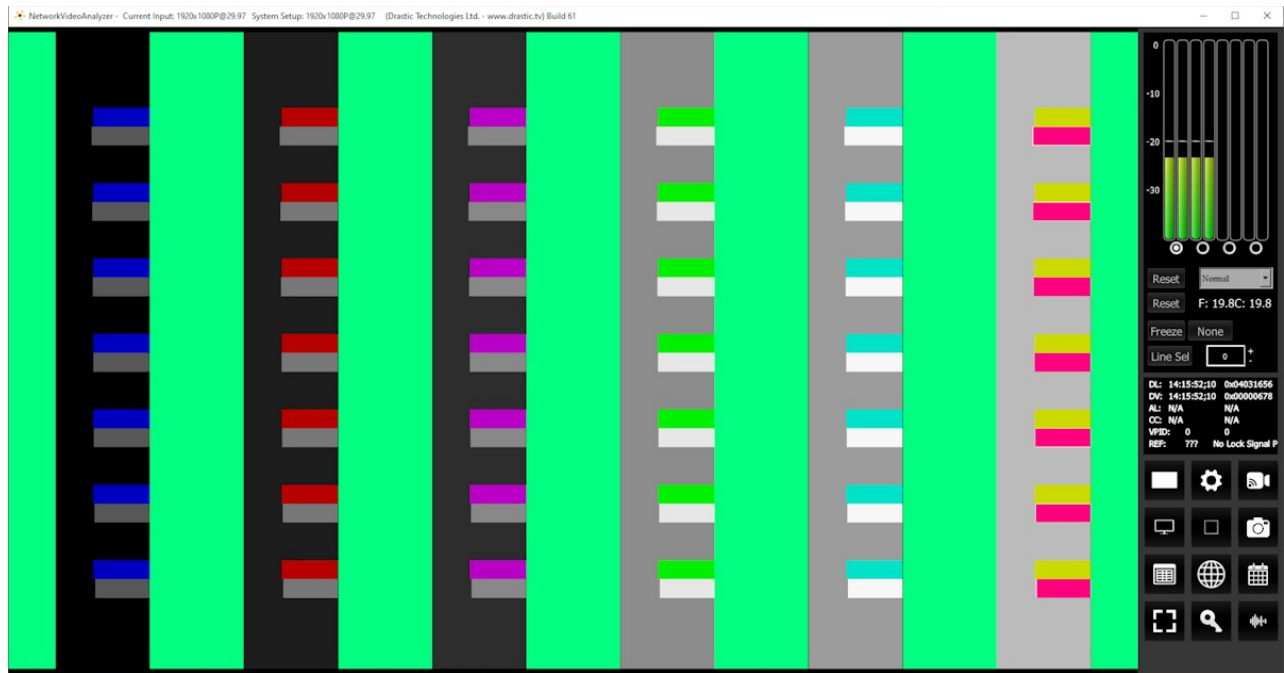 NetworkVideoAnalyzer - Current Input: 1920x1080P@29.97 System Setup: 1920x1080P@29.97 (Drastic Technologies Ltd. - www.drastic.tv) Build 61
0
-10
-20
-30
Reset Normal
Reset F: 19.8C: 19.8
Freeze None
Line Sel 0 + -
DL: 14:15:52;10 0x04031656
DV: 14:15:52;10 0x00000678
AL: N/A N/A
CC: N/A N/A
VPID: 0 0
REF: ??? No Lock Signal P